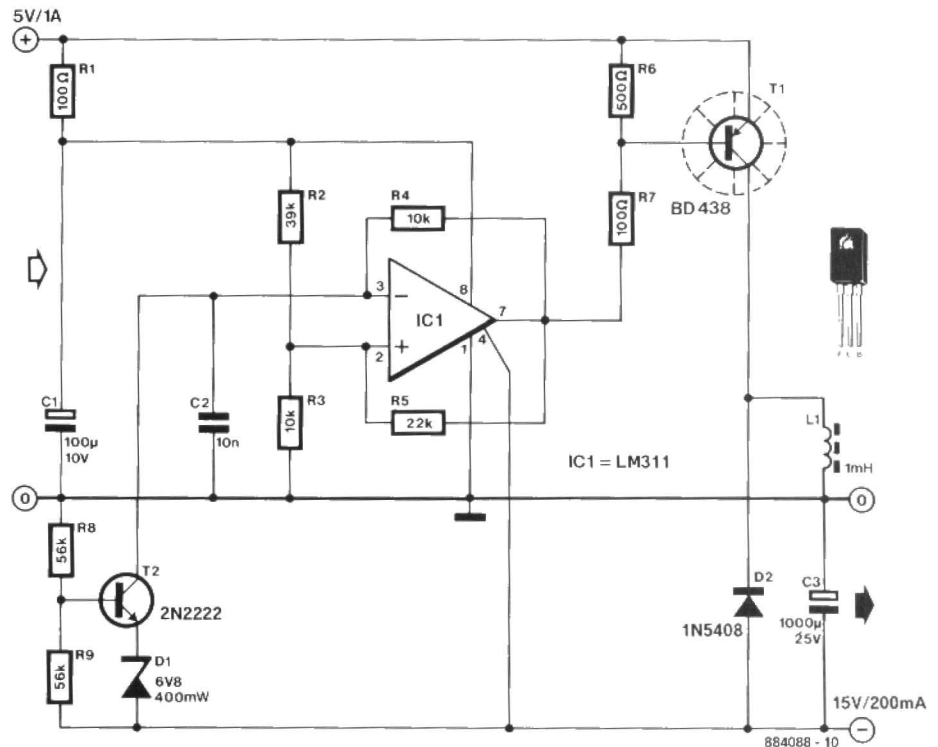 5V/1A
+
R1
100Ω
R6
500Ω
T1
BD 438
R2
39k
R4
10k
R7
100Ω
3
−
8
IC1
7
4
1
2
+
R3
10k
R5
22k
C1
100µ
10V
C2
10n
IC1 = LM311
L1
1mH
0
0
R8
56k
T2
2N2222
R9
56k
D1
6V8
400mW
D2
1N5408
C3
1000µ
25V
15V/200mA
−
884088 - 10